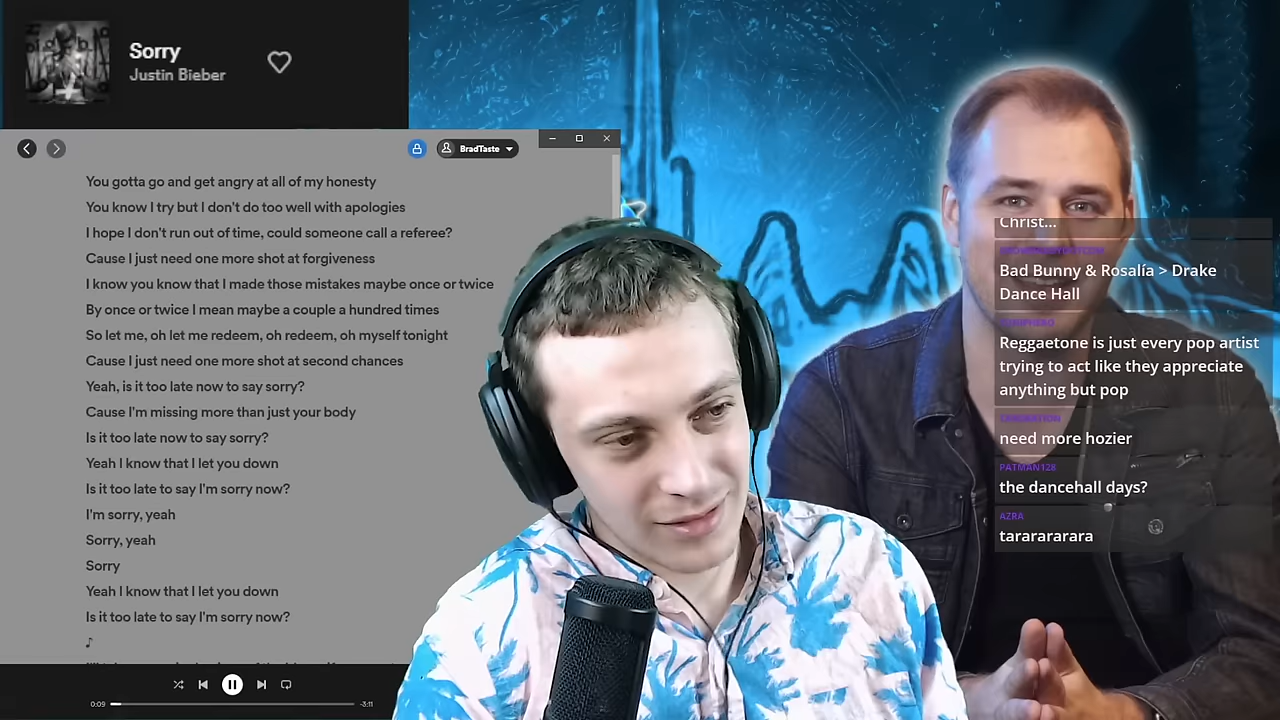 Sorry
Justin Bieber
BradTaste
You gotta go and get angry at all of my honesty
You know I try but I don't do too well with apologies
I hope I don't run out of time, could someone call a referee?
Cause I just need one more shot at forgiveness
I know you know that I made those mistakes maybe once or twice
By once or twice I mean maybe a couple a hundred times
So let me, oh let me redeem, oh redeem, oh myself tonight
Cause I just need one more shot at second chances
Yeah, is it too late now to say sorry?
Cause I'm missing more than just your body
Is it too late now to say sorry?
Yeah I know that I let you down
Is it too late to say I'm sorry now?
I'm sorry, yeah
Sorry, yeah
Sorry
Yeah I know that I let you down
Is it too late to say I'm sorry now?
♪
0:09
-3:11
Christ...
Bad Bunny & Rosalía > Drake
Dance Hall
Reggaetone is just every pop artist
trying to act like they appreciate
anything but pop
need more hozier
PATMAN128
the dancehall days?
AZRA
tarararararara